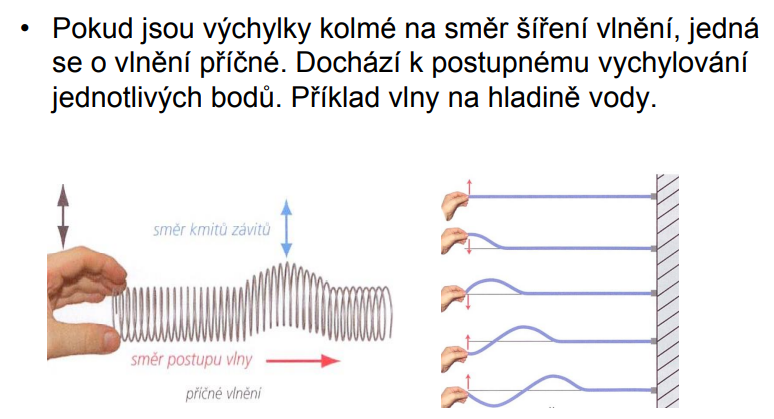 • Pokud jsou výchylky kolmé na směr šíření vlnění, jedná
se o vlnění příčné. Dochází k postupnému vychylování
jednotlivých bodů. Příklad vlny na hladině vody.
směr kmitů závitů
směr postupu vlny
příčné vlnění